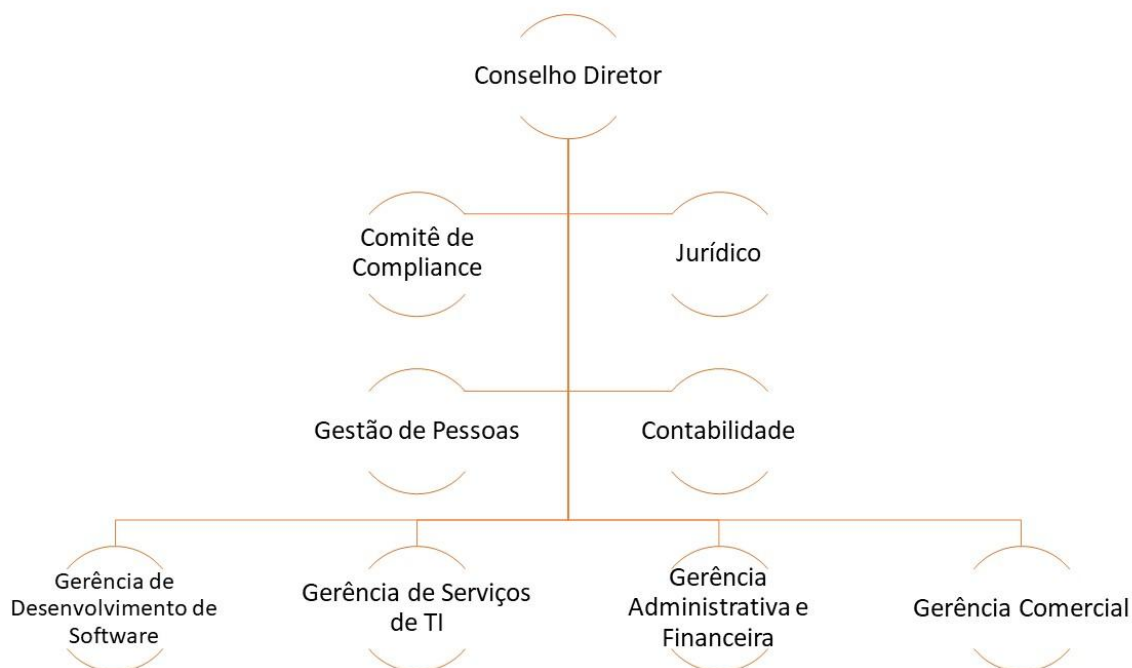 Conselho Diretor
Comitê de
Compliance
Jurídico
Gestão de Pessoas
Contabilidade
Gerência de
Desenvolvimento de
Software
Gerência de Serviços
de TI
Gerência
Administrativa e
Financeira
Gerência Comercial